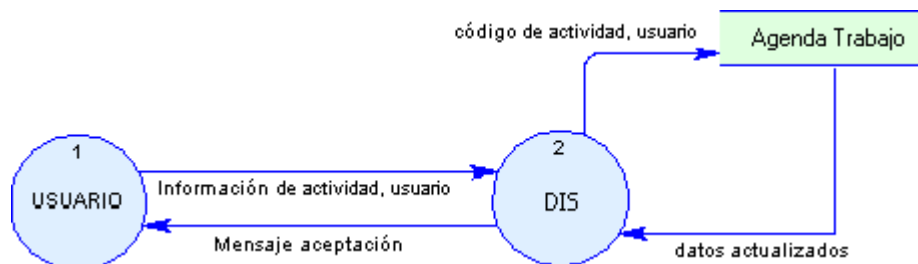 código de actividad, usuario
Agenda Trabajo
1
USUARIO
Información de actividad, usuario
Mensaje aceptación
2
DIS
datos actualizados